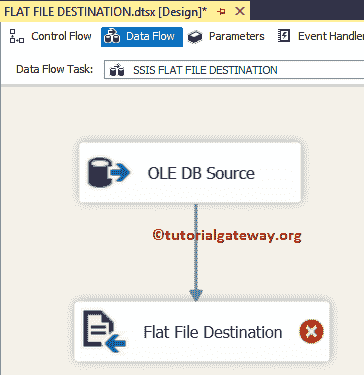 FLAT FILE DESTINATION.dtsx [Design]*
Control Flow Data Flow Parameters Event Handler
Data Flow Task: SSIS FLAT FILE DESTINATION
OLE DB Source
©tutorialgateway.org
Flat File Destination